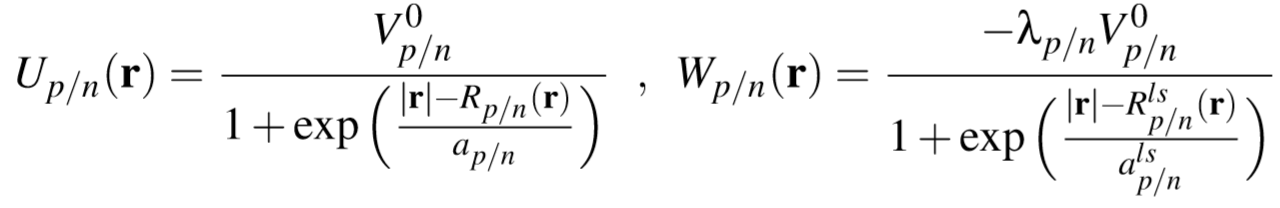 $U_{p/n}(\mathbf{r}) = \frac{V^0_{p/n}}{1+\exp\left(\frac{|\mathbf{r}|-R_{p/n}(\mathbf{r})}{a_{p/n}}\right)} \ , \ W_{p/n}(\mathbf{r}) = \frac{-\lambda_{p/n}V^0_{p/n}}{1+\exp\left(\frac{|\mathbf{r}|-R^{ls}_{p/n}(\mathbf{r})}{a^{ls}_{p/n}}\right)}$